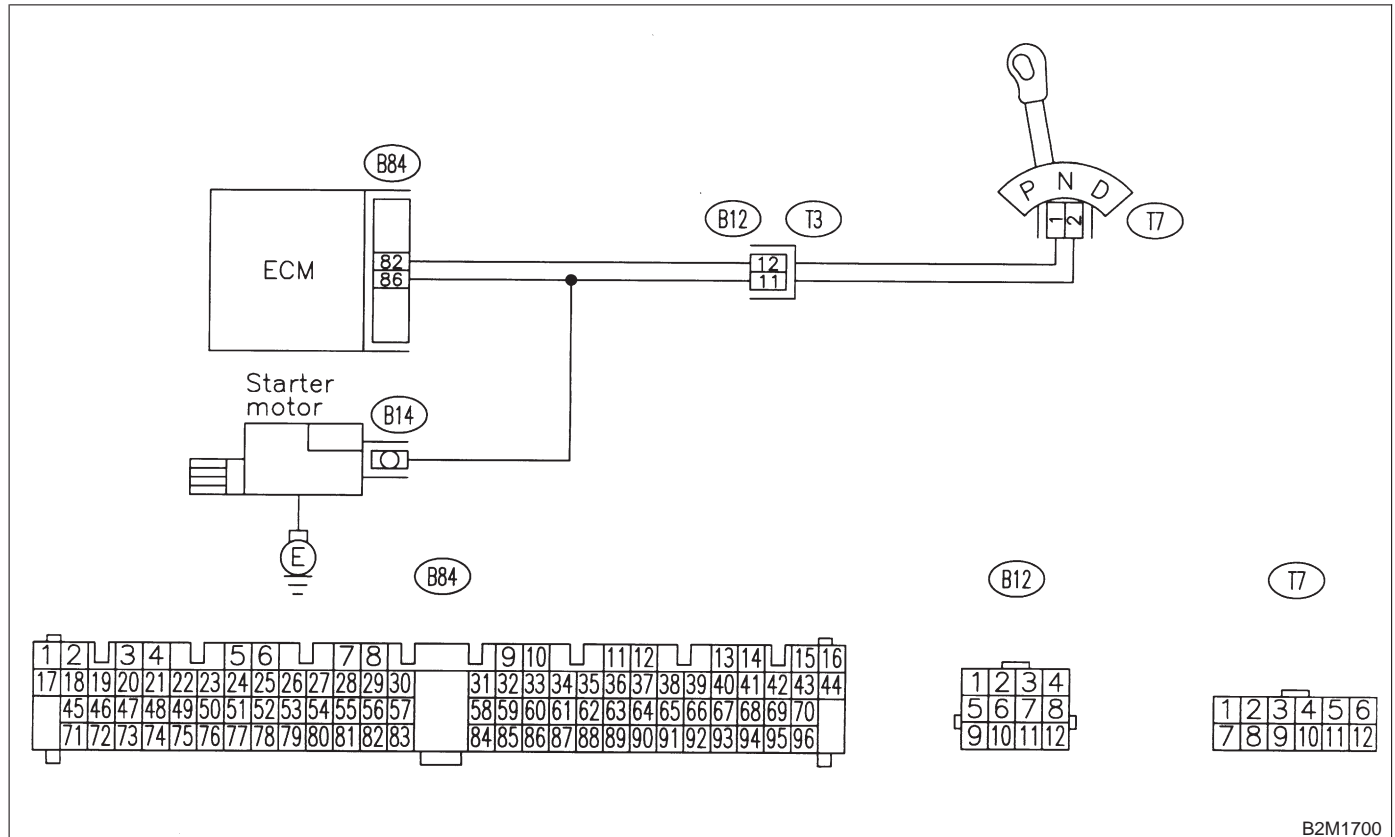 B84
P N D
B12 T3
1 2
T7
ECM
82
86
12
11
Starter
motor
B14
E
B84
B12
T7
1 2 3 4 5 6 7 8 9 10 11 12 13 14 15 16
17 18 19 20 21 22 23 24 25 26 27 28 29 30 31 32 33 34 35 36 37 38 39 40 41 42 43 44
45 46 47 48 49 50 51 52 53 54 55 56 57 58 59 60 61 62 63 64 65 66 67 68 69 70
71 72 73 74 75 76 77 78 79 80 81 82 83 84 85 86 87 88 89 90 91 92 93 94 95 96
1 2 3 4
5 6 7 8
9 10 11 12
1 2 3 4 5 6
7 8 9 10 11 12
B2M1700